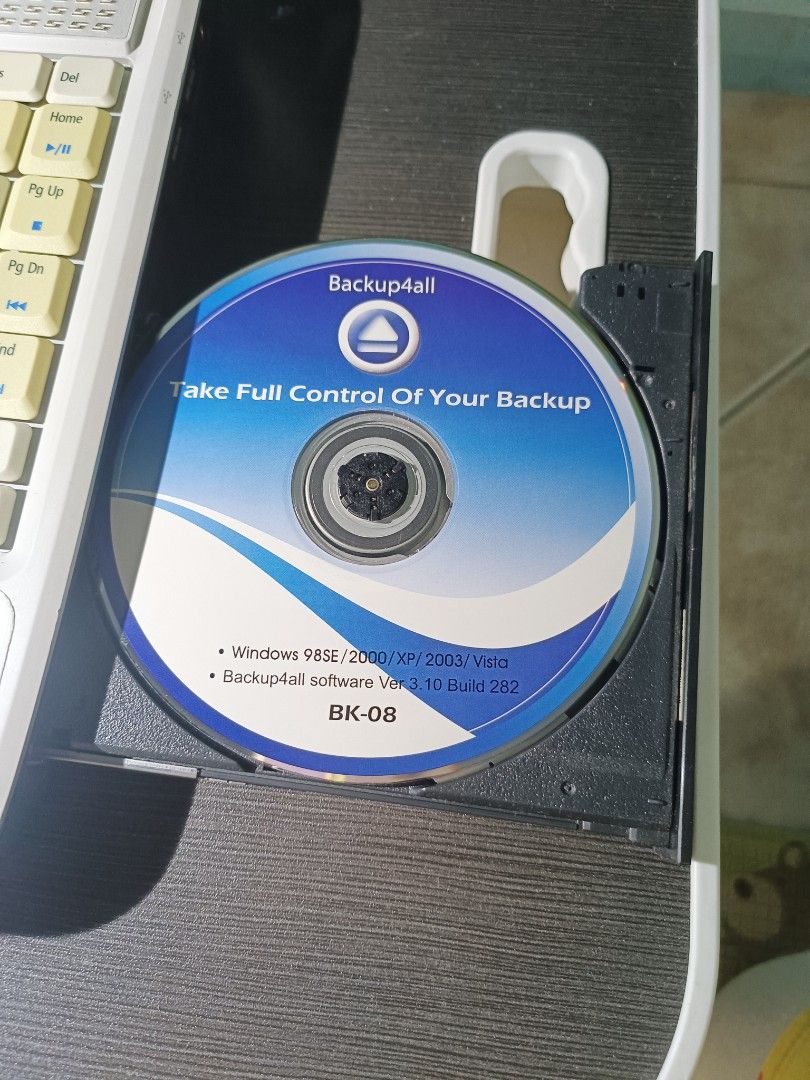 Del
Home
Pg Up
Pg Dn
Backup4all
Take Full Control Of Your Backup
• Windows 98SE/2000/XP/2003/Vista
• Backup4all software Ver 3.10 Build 282
BK-08